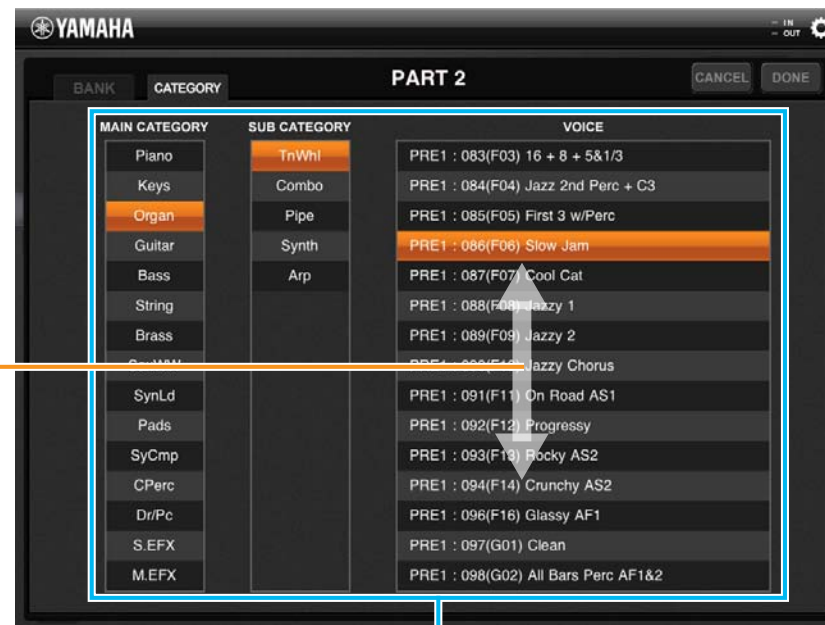 YAMAHA
IN
OUT
BANK
CATEGORY
PART 2
CANCEL
DONE
MAIN CATEGORY
SUB CATEGORY
VOICE
Piano
Keys
Organ
Guitar
Bass
String
Brass
SynLd
Pads
SyCmp
CPerc
Dr/Pc
S.EFX
M.EFX
TnWhl
Combo
Pipe
Synth
Arp
PRE1 : 083(F03) 16 + 8 + 5&1/3
PRE1 : 084(F04) Jazz 2nd Perc + C3
PRE1 : 085(F05) First 3 w/Perc
PRE1 : 086(F06) Slow Jam
PRE1 : 087(F07) Cool Cat
PRE1 : 088(F08) Jazzy 1
PRE1 : 089(F09) Jazzy 2
Jazzy Chorus
PRE1 : 091(F11) On Road AS1
PRE1 : 092(F12) Progressy
PRE1 : 093(F13) Rocky AS2
PRE1 : 094(F14) Crunchy AS2
PRE1 : 096(F16) Glassy AF1
PRE1 : 097(G01) Clean
PRE1 : 098(G02) All Bars Perc AF1&2